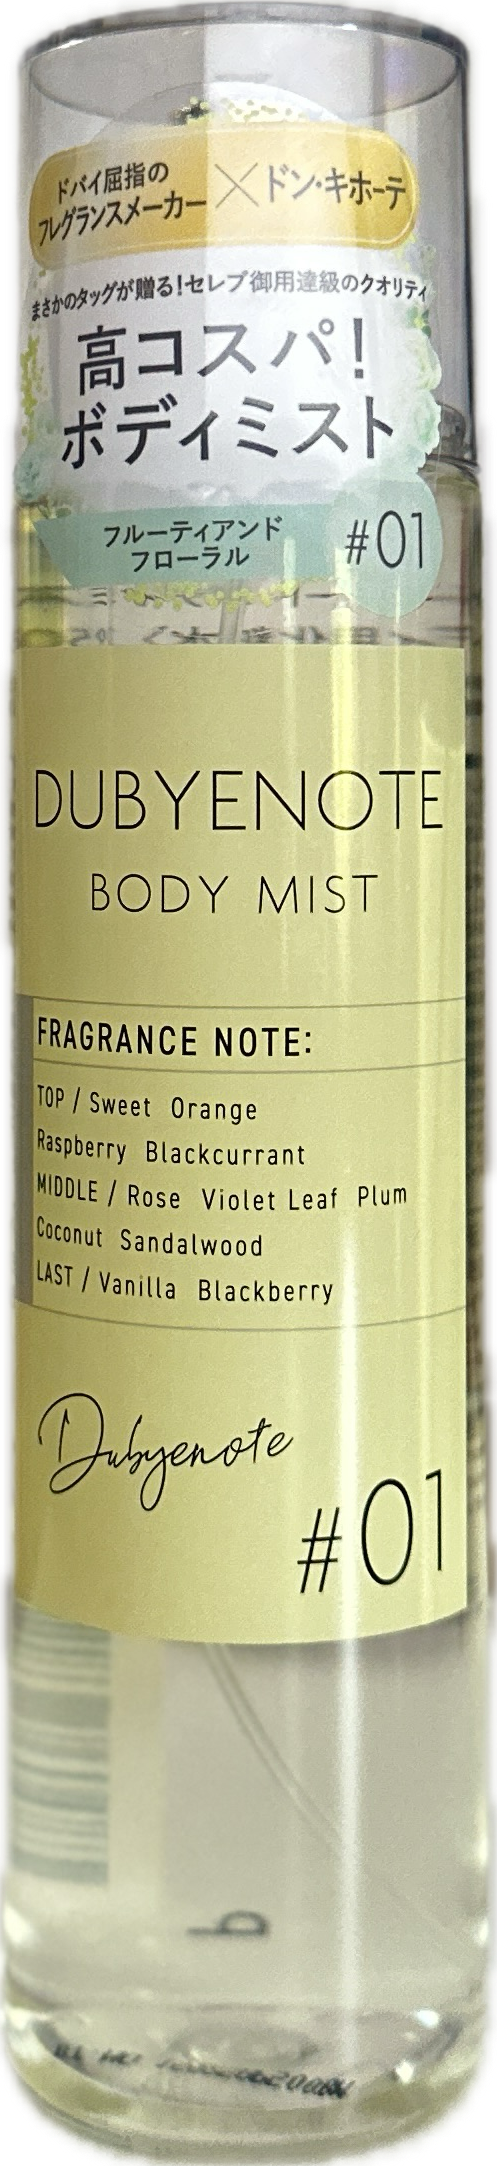 ドバイ屈指の
フレグランスメーカー×ドン・キホーテ
まさかのタッグが贈る!セレブ御用達級のクオリティ
高コスパ!
ボディミスト
フルーティアンド
フローラル
#01
DUBYENOTE
BODY MIST
FRAGRANCE NOTE:
TOP / Sweet Orange
Raspberry Blackcurrant
MIDDLE / Rose Violet Leaf Plum
Coconut Sandalwood
LAST / Vanilla Blackberry
Dubyenote
#01